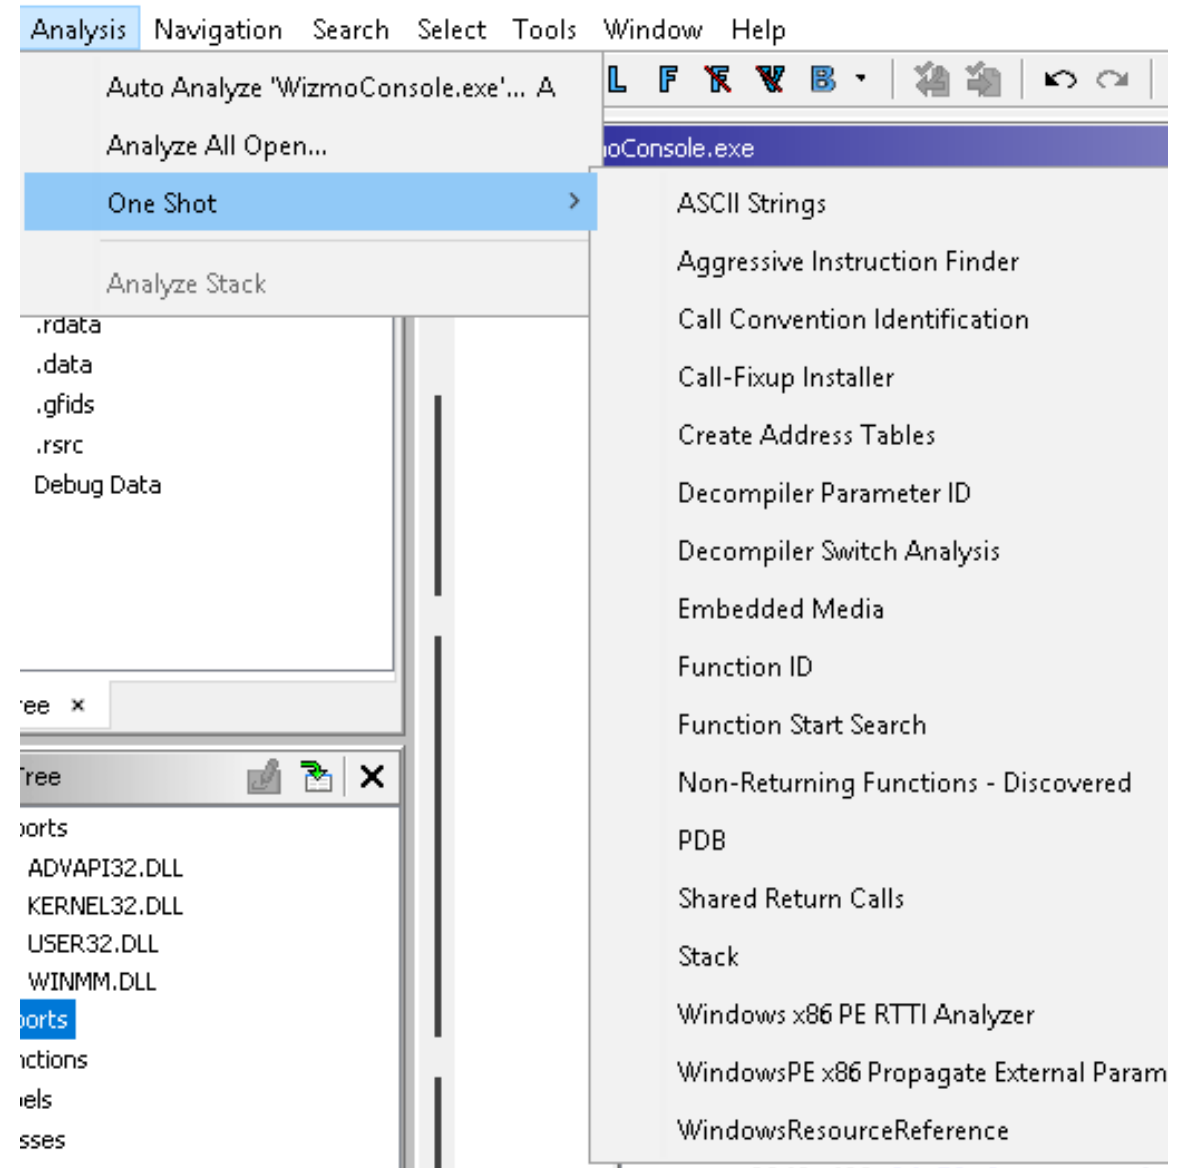 Analysis Navigation Search Select Tools Window Help
Auto Analyze 'WizmoConsole.exe'... A
Analyze All Open...
One Shot
Analyze Stack
L F F V B
oConsole.exe
ASCII Strings
Aggressive Instruction Finder
Call Convention Identification
Call-Fixup Installer
Create Address Tables
Decompiler Parameter ID
Decompiler Switch Analysis
Embedded Media
Function ID
Function Start Search
Non-Returning Functions - Discovered
PDB
Shared Return Calls
Stack
Windows x86 PE RTTI Analyzer
WindowsPE x86 Propagate External Param
WindowsResourceReference
.rdata
.data
.gfids
.rsrc
Debug Data
ree ×
Tree
ports
ADVAPI32.DLL
KERNEL32.DLL
USER32.DLL
WINMM.DLL
ports
nctions
els
sses